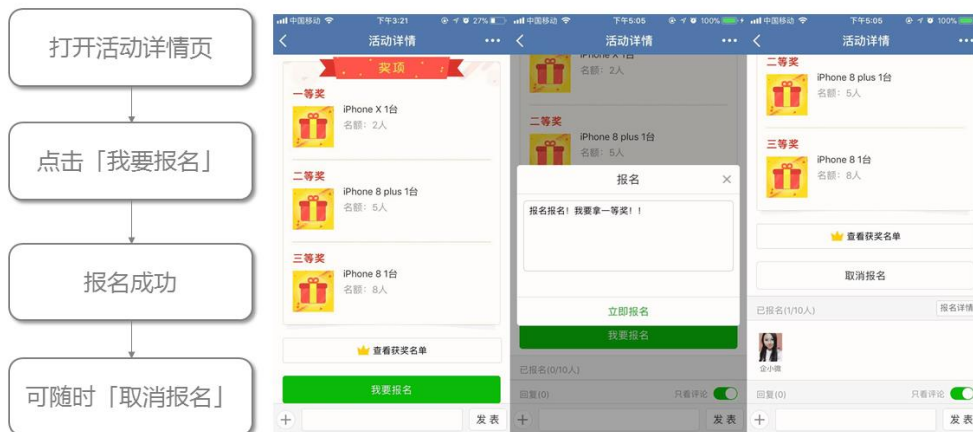 打开活动详情页
点击「我要报名」
报名成功
可随时「取消报名」
中国移动
下午3:21
27%
活动详情
奖项
一等奖
iPhone X 1台
名额：2人
二等奖
iPhone 8 plus 1台
名额：5人
三等奖
iPhone 8 1台
名额：8人
查看获奖名单
我要报名
发表
中国移动
下午5:05
100%
活动详情
iPhone X 1台
名额：2人
二等奖
iPhone 8 plus 1台
名额：5人
报名
报名报名！我要拿一等奖！！
立即报名
我要报名
已报名(0/10人)
回复(0)
只看评论
发表
中国移动
下午5:05
100%
活动详情
二等奖
iPhone 8 plus 1台
名额：5人
三等奖
iPhone 8 1台
名额：8人
查看获奖名单
取消报名
已报名(1/10人)
报名详情
企小微
回复(0)
只看评论
发表